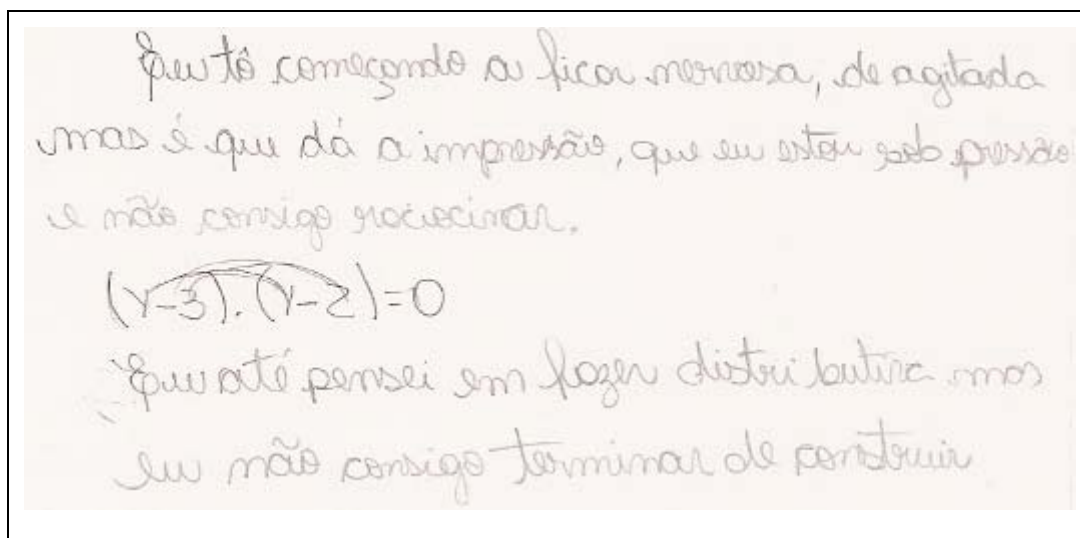 Eu tô começando a ficar nervosa, de agitada
mas é que dá a impressão, que eu estou sob pressão
e não consigo raciocinar.
(Y-3).(Y-2)=0
Eu até pensei em fazer distributiva mas
eu não consigo terminar de construir